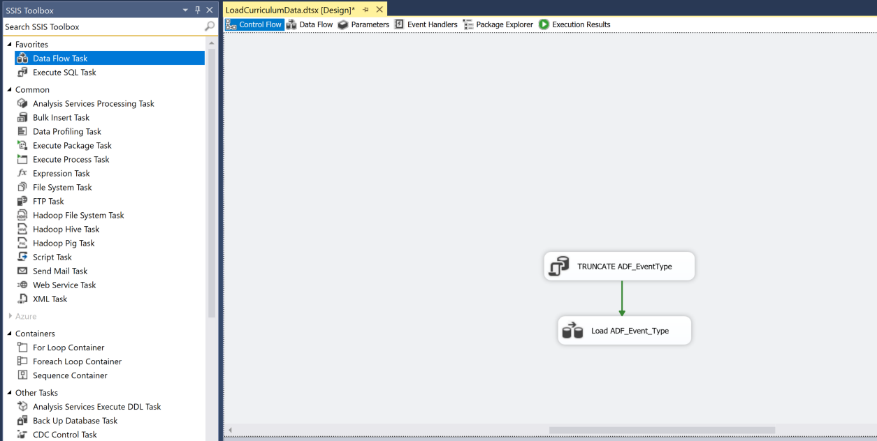 SSIS Toolbox
Search SSIS Toolbox
Favorites
Data Flow Task
Execute SQL Task
Common
Analysis Services Processing Task
Bulk Insert Task
Data Profiling Task
Execute Package Task
Execute Process Task
Expression Task
File System Task
FTP Task
Hadoop File System Task
Hadoop Hive Task
Hadoop Pig Task
Script Task
Send Mail Task
Web Service Task
XML Task
Azure
Containers
For Loop Container
Foreach Loop Container
Sequence Container
Other Tasks
Analysis Services Execute DDL Task
Back Up Database Task
CDC Control Task
LoadCurriculumData.dtsx [Design]*
Control Flow Data Flow Parameters Event Handlers Package Explorer Execution Results
TRUNCATE ADF_EventType
Load ADF_Event_Type